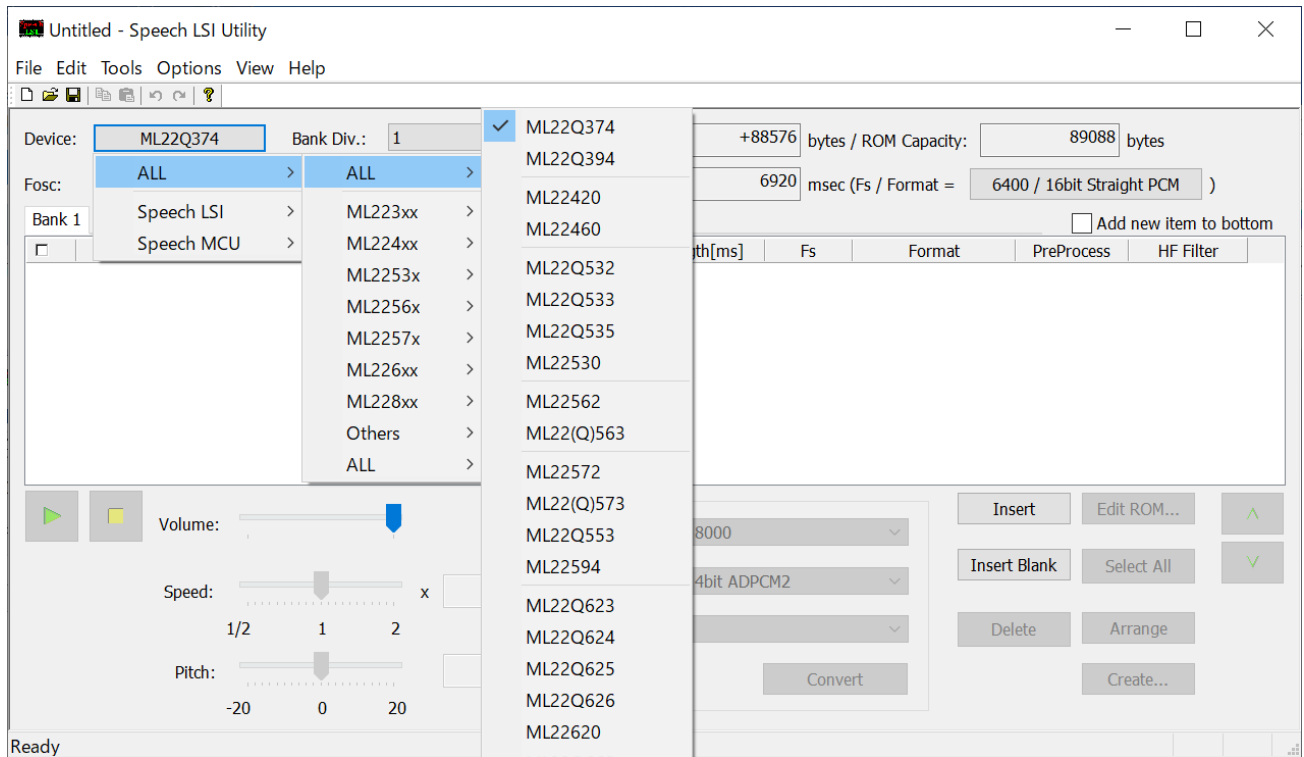 Untitled - Speech LSI Utility
File Edit Tools Options View Help
Device: ML22Q374 Bank Div.: 1 +88576 bytes / ROM Capacity: 89088 bytes
Fosc: 6920 msec (Fs / Format = 6400 / 16bit Straight PCM )
Bank 1 Add new item to bottom
gth[ms] Fs Format PreProcess HF Filter
ALL
Speech LSI
Speech MCU
ALL
ML223xx
ML224xx
ML2253x
ML2256x
ML2257x
ML226xx
ML228xx
Others
ALL
ML22Q374
ML22Q394
ML22420
ML22460
ML22Q532
ML22Q533
ML22Q535
ML22530
ML22562
ML22(Q)563
ML22572
ML22(Q)573
ML22Q553
ML22594
ML22Q623
ML22Q624
ML22Q625
ML22Q626
ML22620
Volume:
Speed: x
1/2 1 2
Pitch:
-20 0 20
8000
4bit ADPCM2
Convert
Insert Edit ROM...
Insert Blank Select All
Delete Arrange
Create...
Ready